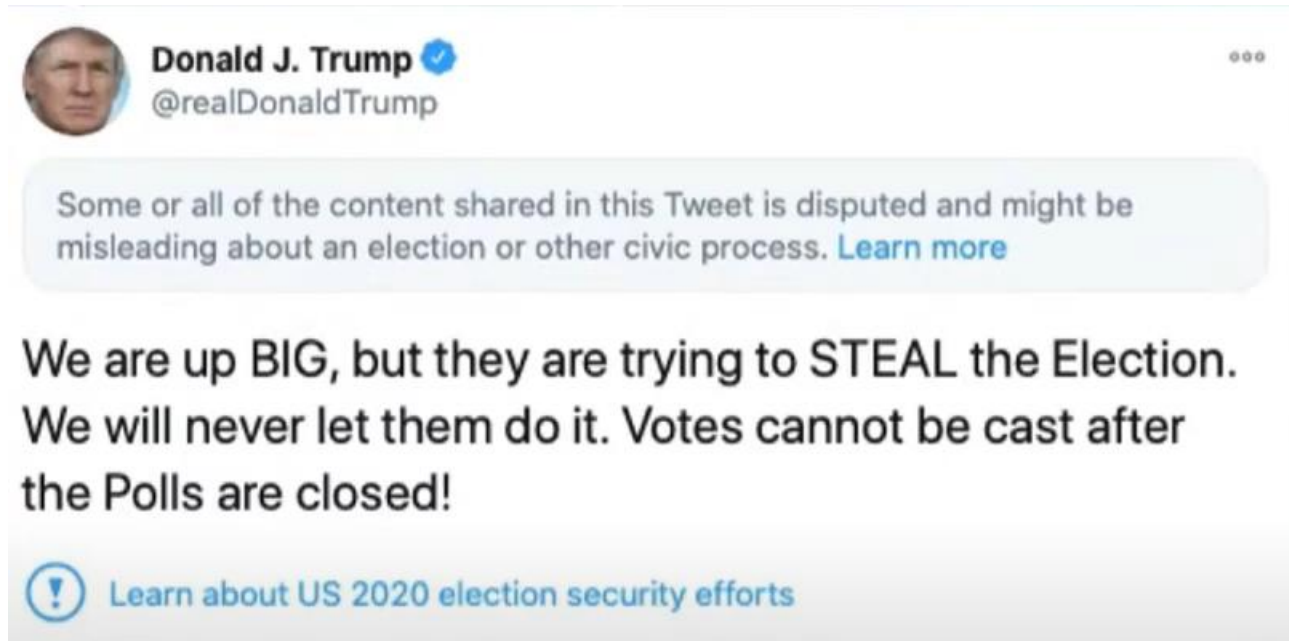 Donald J. Trump
@realDonaldTrump
Some or all of the content shared in this Tweet is disputed and might be
misleading about an election or other civic process. Learn more
We are up BIG, but they are trying to STEAL the Election.
We will never let them do it. Votes cannot be cast after
the Polls are closed!
Learn about US 2020 election security efforts